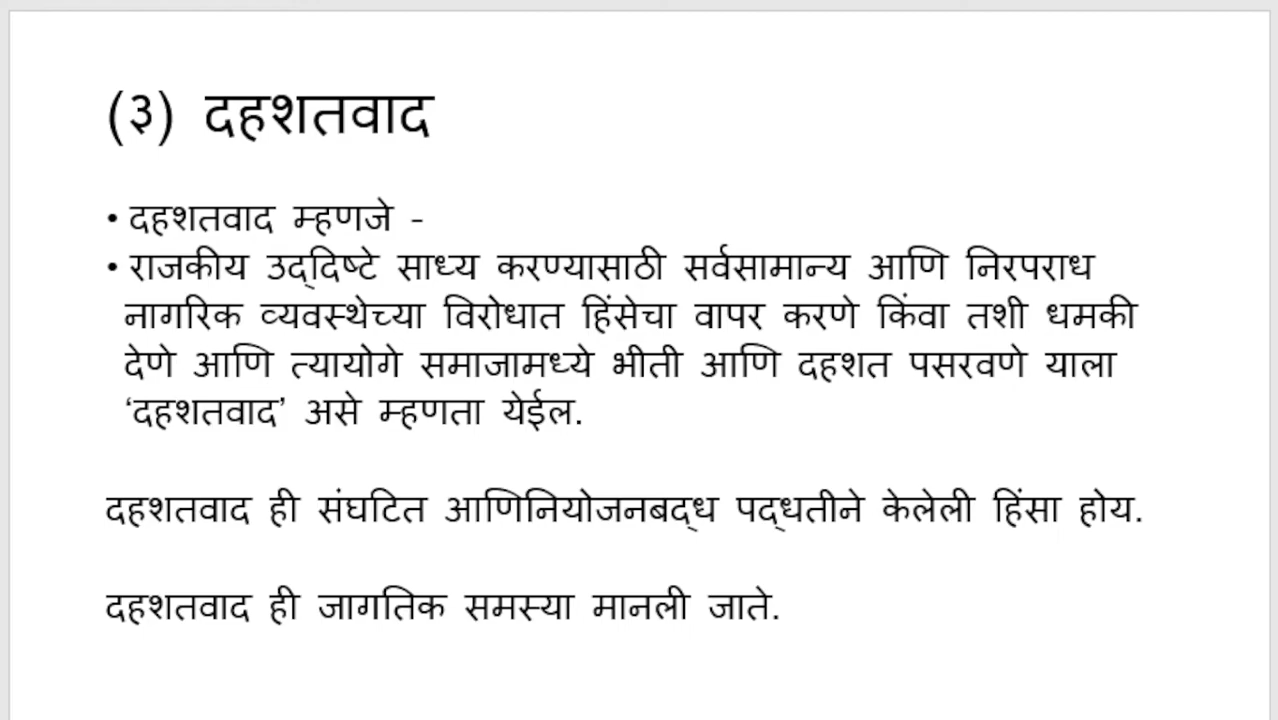 (३) दहशतवाद
• दहशतवाद म्हणजे -
• राजकीय उद्‌दिष्टे साध्य करण्यासाठी सर्वसामान्य आणि निरपराध
नागरिक व्यवस्थेच्या विरोधात हिंसेचा वापर करणे किंवा तशी धमकी
देणे आणि त्यायोगे समाजामध्ये भीती आणि दहशत पसरवणे याला
‘दहशतवाद’ असे म्हणता येईल.
दहशतवाद ही संघटित आणिनियोजनबद्‌ध पद्‌धतीने केलेली हिंसा होय.
दहशतवाद ही जागतिक समस्या मानली जाते.